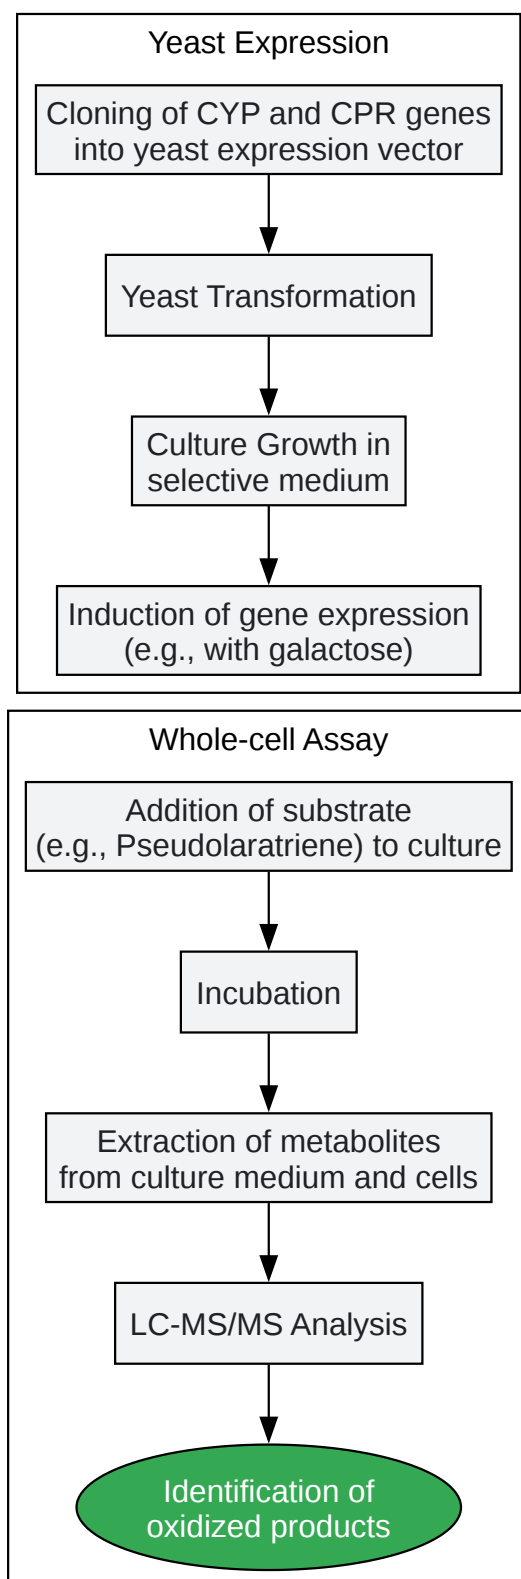 Yeast Expression
Cloning of CYP and CPR genes
into yeast expression vector
Yeast Transformation
Culture Growth in
selective medium
Induction of gene expression
(e.g., with galactose)
Whole-cell Assay
Addition of substrate
(e.g., Pseudolaratriene) to culture
Incubation
Extraction of metabolites
from culture medium and cells
LC-MS/MS Analysis
Identification of
oxidized products